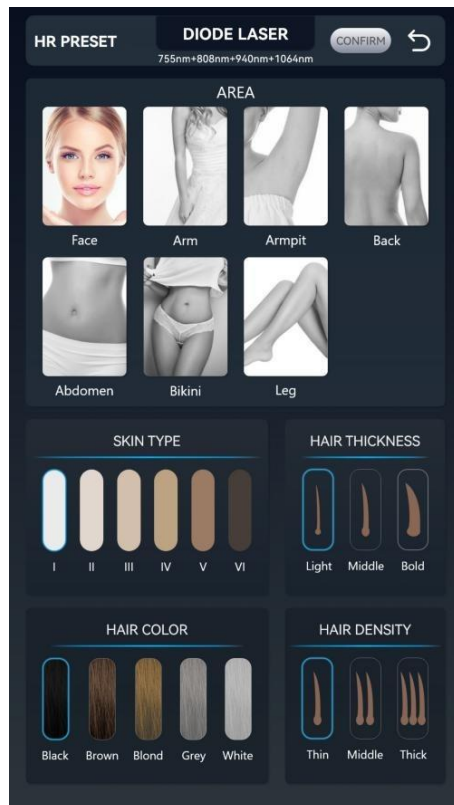 HR PRESET
DIODE LASER
CONFIRM
755nm+808nm+940nm+1064nm
AREA
Face Arm Armpit Back
Abdomen Bikini Leg
SKIN TYPE
I II III IV V VI
HAIR THICKNESS
Light Middle Bold
HAIR COLOR
Black Brown Blond Grey White
HAIR DENSITY
Thin Middle Thick